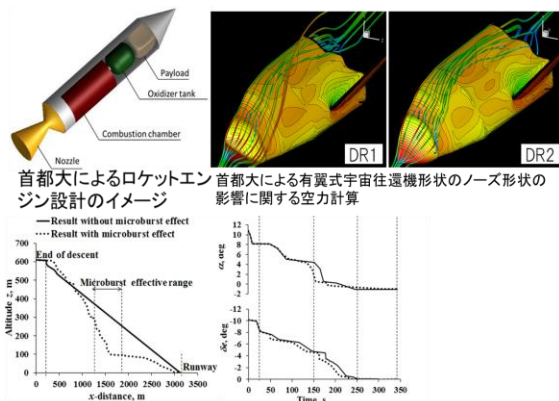 Payload
Oxidizer tank
Combustion chamber
Nozzle
DR1
DR2
首都大によるロケットエン
ジン設計のイメージ
首都大による有翼式宇宙往還機形状のノーズ形状の
影響に関する空力計算
Result without microburst effect
Result with microburst effect
700
End of descent
600
Microburst effective range
500
400
300
200
100
0
Altitude z, m
Runway
0 500 1000 1500 2000 2500 3000 3500
x-distance, m
12
10
8
6
4
2
0
-2
α, deg
-12
-10
-8
-6
-4
-2
0
δe, deg
0 50 100 150 200 250 300 350
Time, s